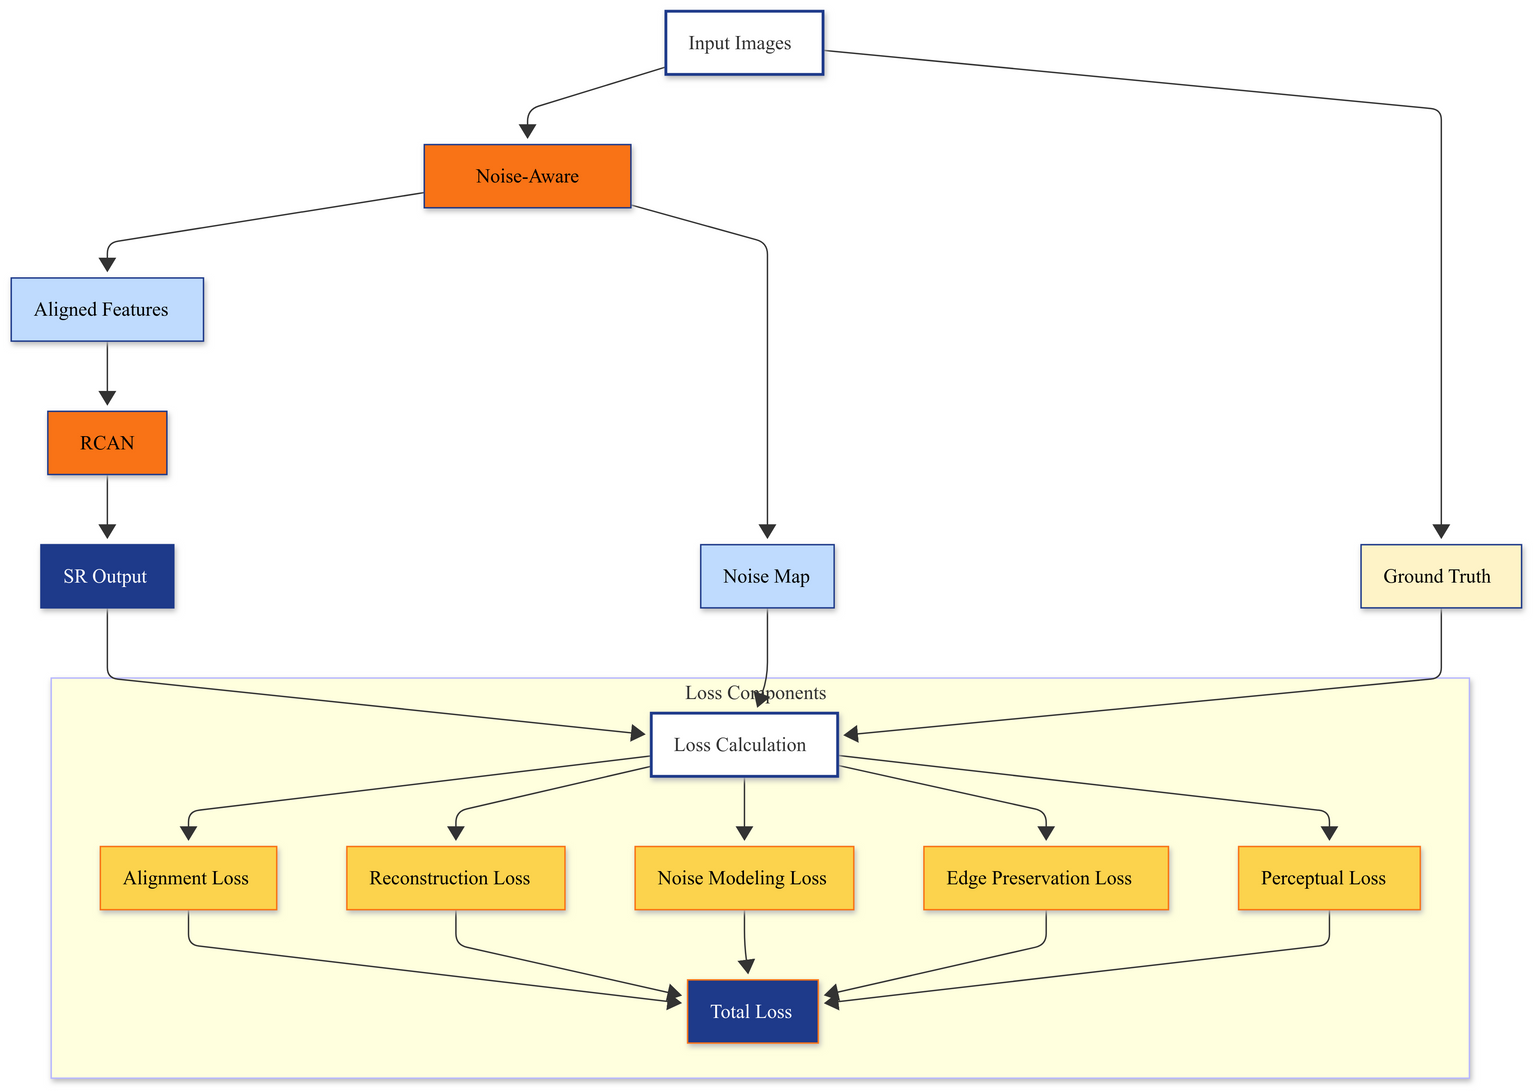 Input Images
Noise-Aware
Aligned Features
RCAN
SR Output
Noise Map
Ground Truth
Loss Components
Loss Calculation
Alignment Loss
Reconstruction Loss
Noise Modeling Loss
Edge Preservation Loss
Perceptual Loss
Total Loss